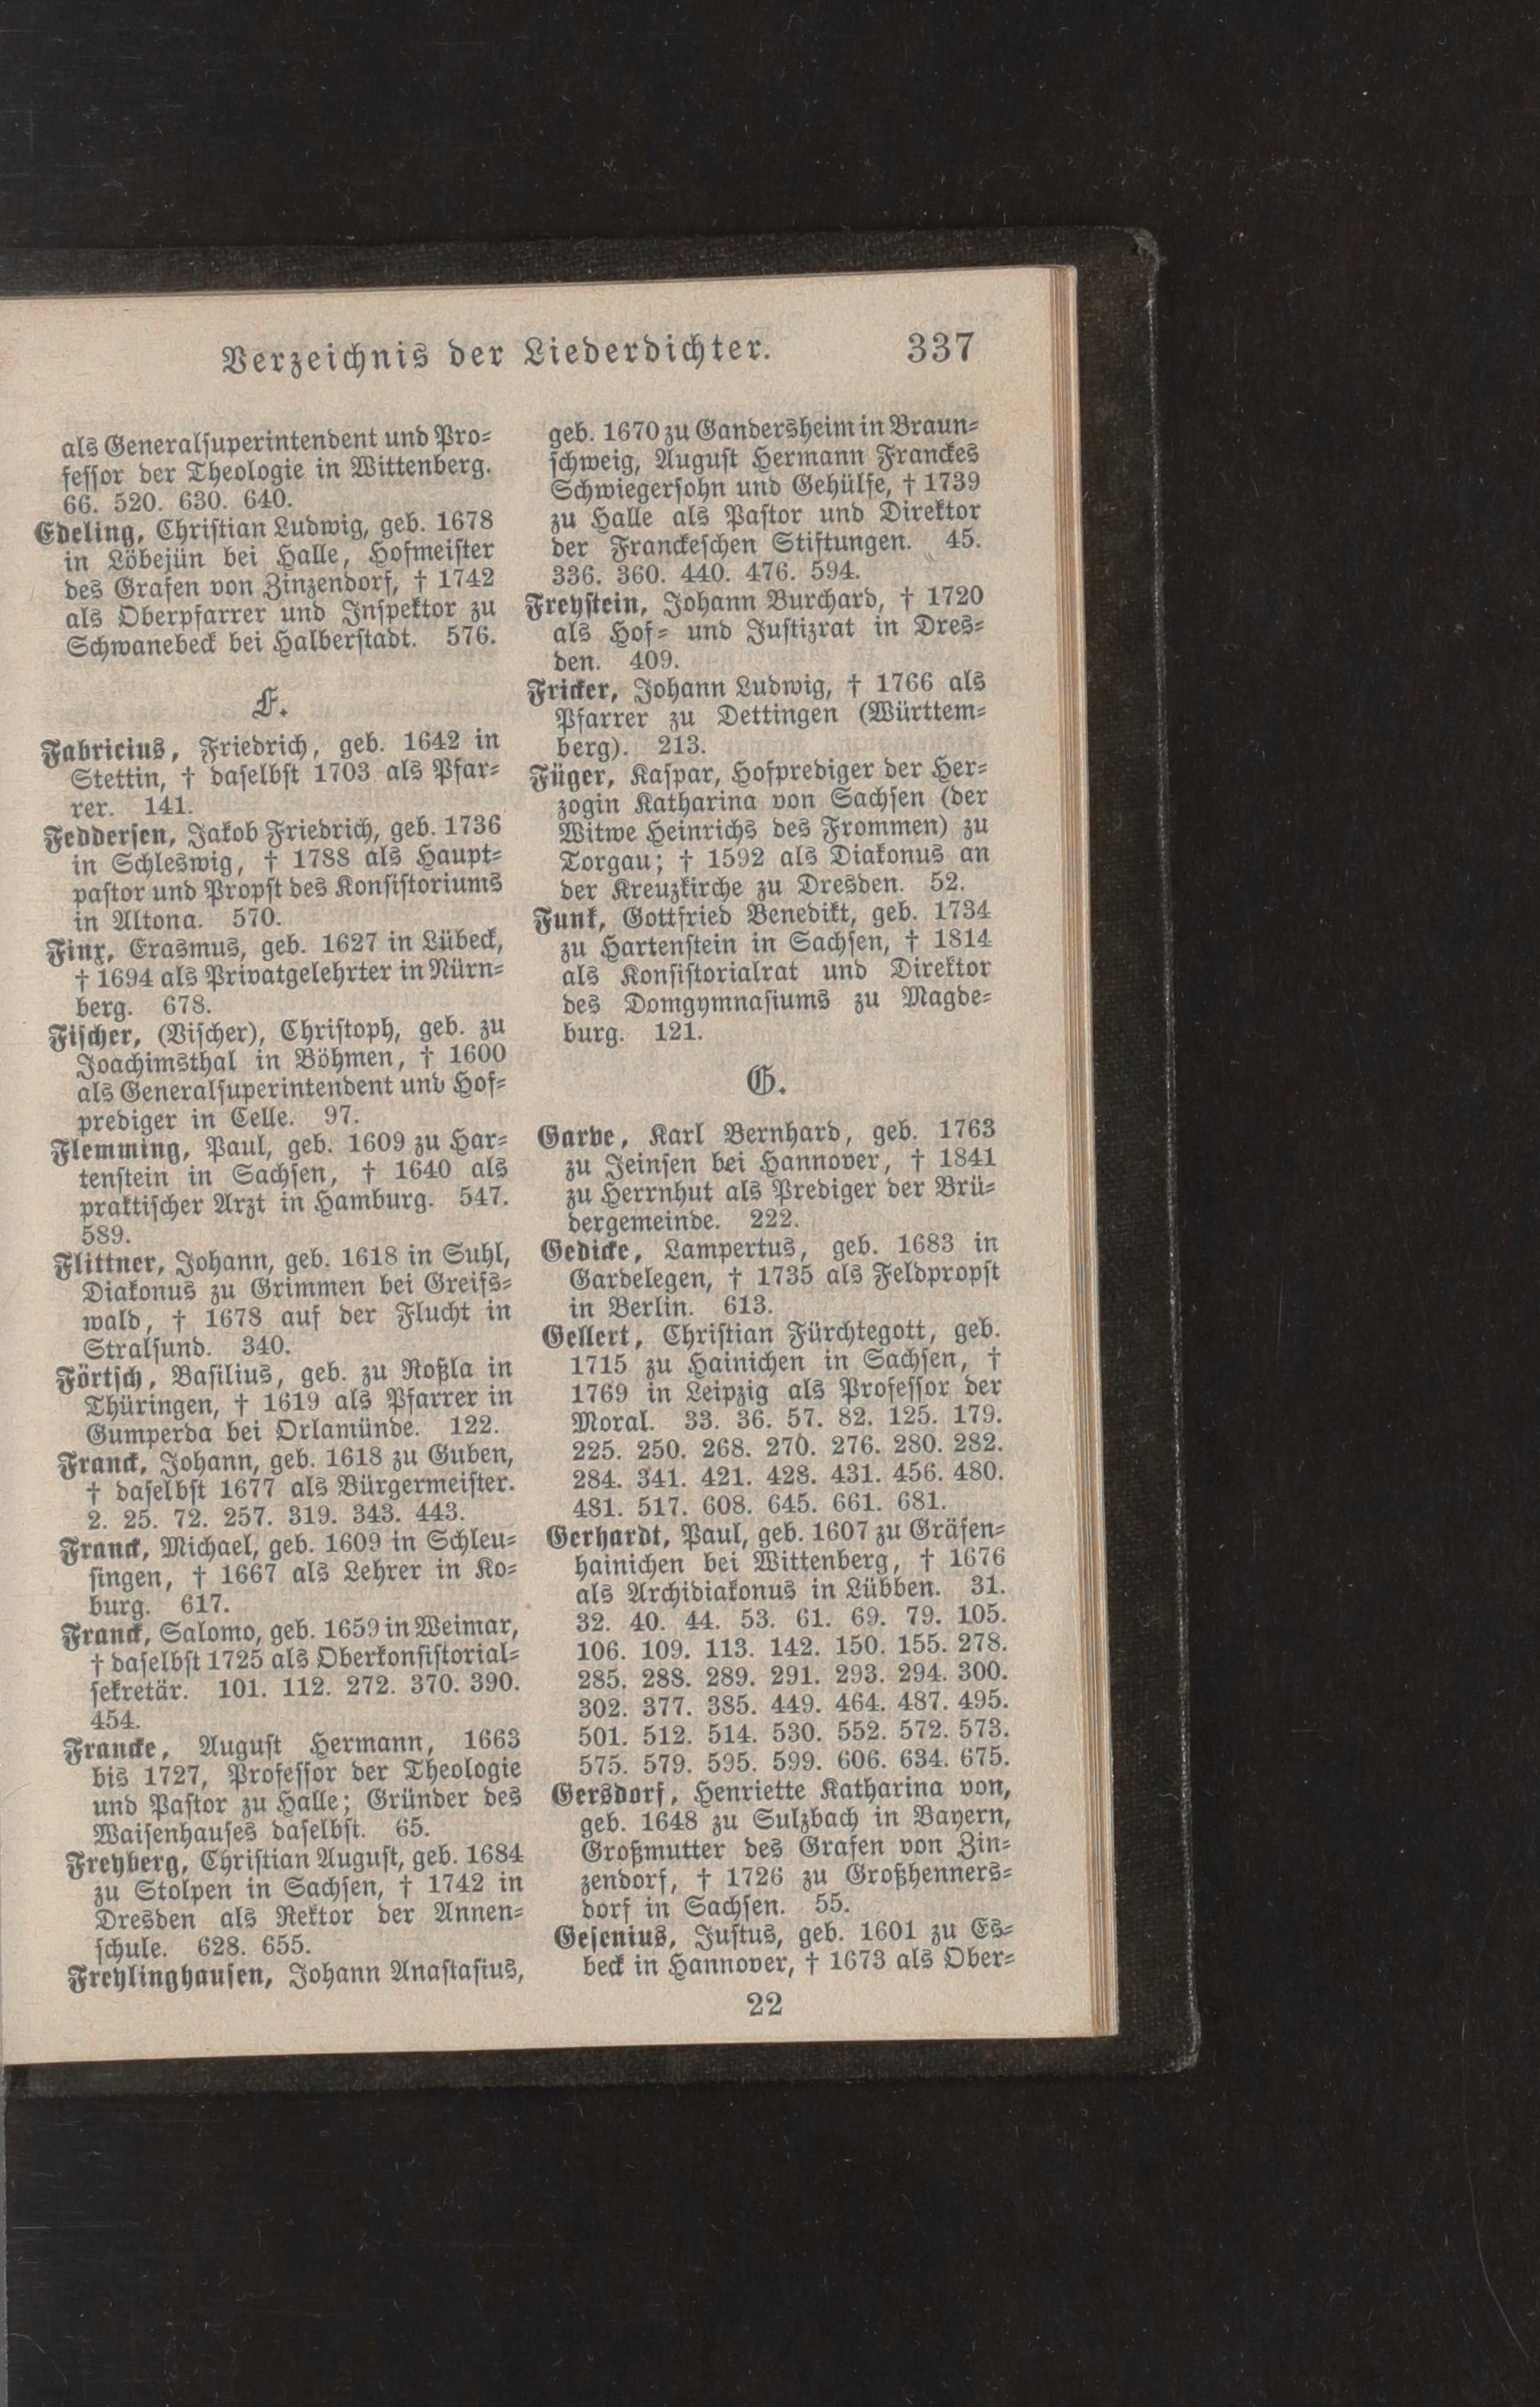 Verzeichnis der Liederdichter. 337
als Generalsuperintendent und Pro-
fessor der Theologie in Wittenberg.
66. 520. 630. 640.
Edeling, Christian Ludwig, geb. 1678
in Löbejün bei Halle, Hofmeister
des Grafen von Zinzendorf, † 1742
als Oberpfarrer und Inspektor zu
Schwanebeck bei Halberstadt. 576.
F.
Fabricius, Friedrich, geb. 1642 in
Stettin, † daselbst 1703 als Pfar-
rer. 141.
Feddersen, Jakob Friedrich, geb. 1736
in Schleswig, † 1788 als Haupt-
pastor und Propst des Konsistoriums
in Altona. 570.
Finx, Erasmus, geb. 1627 in Lübeck,
† 1694 als Privatgelehrter in Nürn-
berg. 678.
Fischer, (Vischer), Christoph, geb. zu
Joachimsthal in Böhmen, † 1600
als Generalsuperintendent und Hof-
prediger in Celle. 97.
Flemming, Paul, geb. 1609 zu Har-
tenstein in Sachsen, † 1640 als
praktischer Arzt in Hamburg. 547.
589.
Flittner, Johann, geb. 1618 in Suhl,
Diakonus zu Grimmen bei Greifs-
wald, † 1678 auf der Flucht in
Stralsund. 340.
Förtsch, Basilius, geb. zu Roßla in
Thüringen, † 1619 als Pfarrer in
Gumperda bei Orlamünde. 122.
Franck, Johann, geb. 1618 zu Guben,
† daselbst 1677 als Bürgermeister.
2. 25. 72. 257. 319. 343. 443.
Franck, Michael, geb. 1609 in Schleu-
singen, † 1667 als Lehrer in Ko-
burg. 617.
Franck, Salomo, geb. 1659 in Weimar,
† daselbst 1725 als Oberkonsistorial-
sekretär. 101. 112. 272. 370. 390.
454.
Francke, August Hermann, 1663
bis 1727, Professor der Theologie
und Pastor zu Halle; Gründer des
Waisenhauses daselbst. 65.
Freyberg, Christian August, geb. 1684
zu Stolpen in Sachsen, † 1742 in
Dresden als Rektor der Annen-
schule. 628. 655.
Freylinghausen, Johann Anastasius,
geb. 1670 zu Gandersheim in Braun-
schweig, August Hermann Franckes
Schwiegersohn und Gehülfe, † 1739
zu Halle als Pastor und Direktor
der Franckeschen Stiftungen. 45.
336. 360. 440. 476. 594.
Freystein, Johann Burchard, † 1720
als Hof- und Justizrat in Dres-
den. 409.
Fricker, Johann Ludwig, † 1766 als
Pfarrer zu Dettingen (Württem-
berg). 213.
Füger, Kaspar, Hofprediger der Her-
zogin Katharina von Sachsen (der
Witwe Heinrichs des Frommen) zu
Torgau; † 1592 als Diakonus an
der Kreuzkirche zu Dresden. 52.
Funk, Gottfried Benedikt, geb. 1734
zu Hartenstein in Sachsen, † 1814
als Konsistorialrat und Direktor
des Domgymnasiums zu Magde-
burg. 121.
G.
Garve, Karl Bernhard, geb. 1763
zu Jeinsen bei Hannover, † 1841
zu Herrnhut als Prediger der Brü-
dergemeinde. 222.
Gedicke, Lampertus, geb. 1683 in
Gardelegen, † 1735 als Feldpropst
in Berlin. 613.
Gellert, Christian Fürchtegott, geb.
1715 zu Hainichen in Sachsen, †
1769 in Leipzig als Professor der
Moral. 33. 36. 57. 82. 125. 179.
225. 250. 268. 270. 276. 280. 282.
284. 341. 421. 428. 431. 456. 480.
481. 517. 608. 645. 661. 681.
Gerhardt, Paul, geb. 1607 zu Gräfen-
hainichen bei Wittenberg, † 1676
als Archidiakonus in Lübben. 31.
32. 40. 44. 53. 61. 69. 79. 105.
106. 109. 113. 142. 150. 155. 278.
285. 288. 289. 291. 293. 294. 300.
302. 377. 385. 449. 464. 487. 495.
501. 512. 514. 530. 552. 572. 573.
575. 579. 595. 599. 606. 634. 675.
Gersdorf, Henriette Katharina von,
geb. 1648 zu Sulzbach in Bayern,
Großmutter des Grafen von Zin-
zendorf, † 1726 zu Großhenners-
dorf in Sachsen. 55.
Gesenius, Justus, geb. 1601 zu Es-
beck in Hannover, † 1673 als Ober-
22